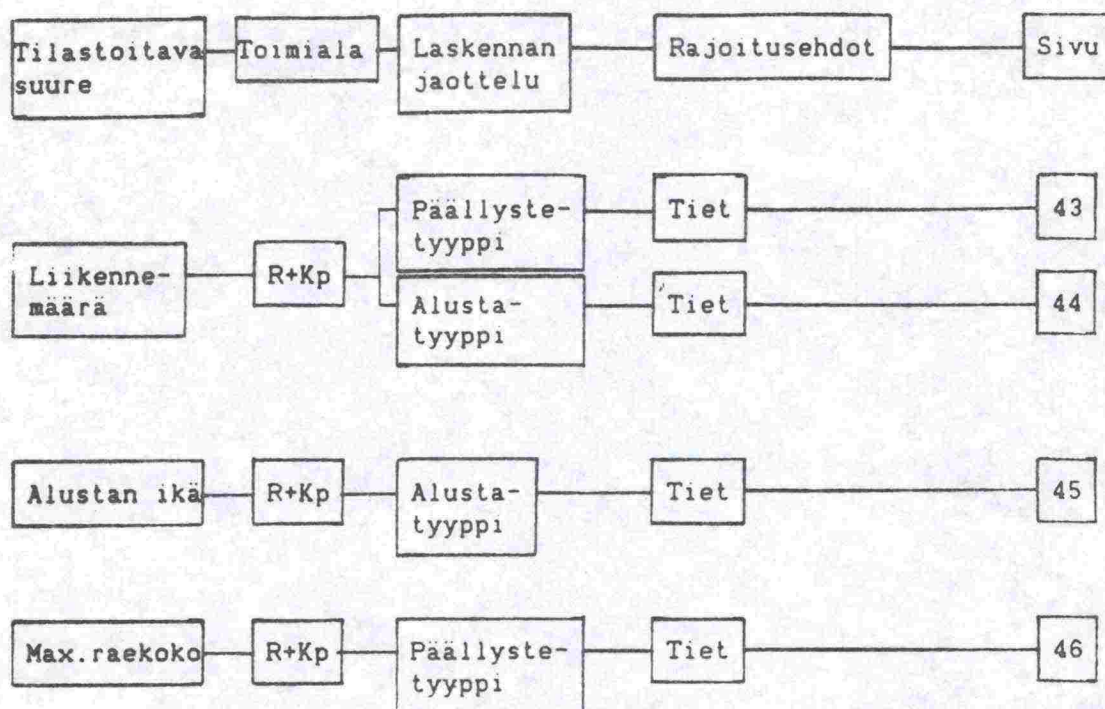 Tilastoitava Toimiala Laskennan Rajoitusehdot Sivu
suure jaottelu
Päällyste- Tiet 43
tyyppi
Liikenne- R+Kp
määrä
Alusta- Tiet 44
tyyppi
Alustan ikä R+Kp Alusta- Tiet 45
tyyppi
Max.raekoko R+Kp Päällyste- Tiet 46
tyyppi